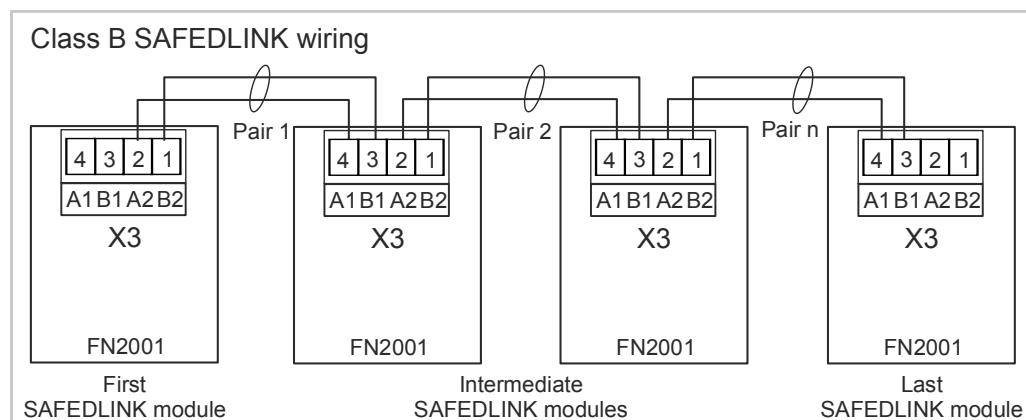 Class B SAFEDLINK wiring
Pair 1 Pair 2 Pair n
4 3 2 1 4 3 2 1 4 3 2 1 4 3 2 1
A1 B1 A2 B2 A1 B1 A2 B2 A1 B1 A2 B2 A1 B1 A2 B2
X3 X3 X3 X3
FN2001 FN2001 FN2001 FN2001
First Intermediate Last
SAFEDLINK module SAFEDLINK modules SAFEDLINK module